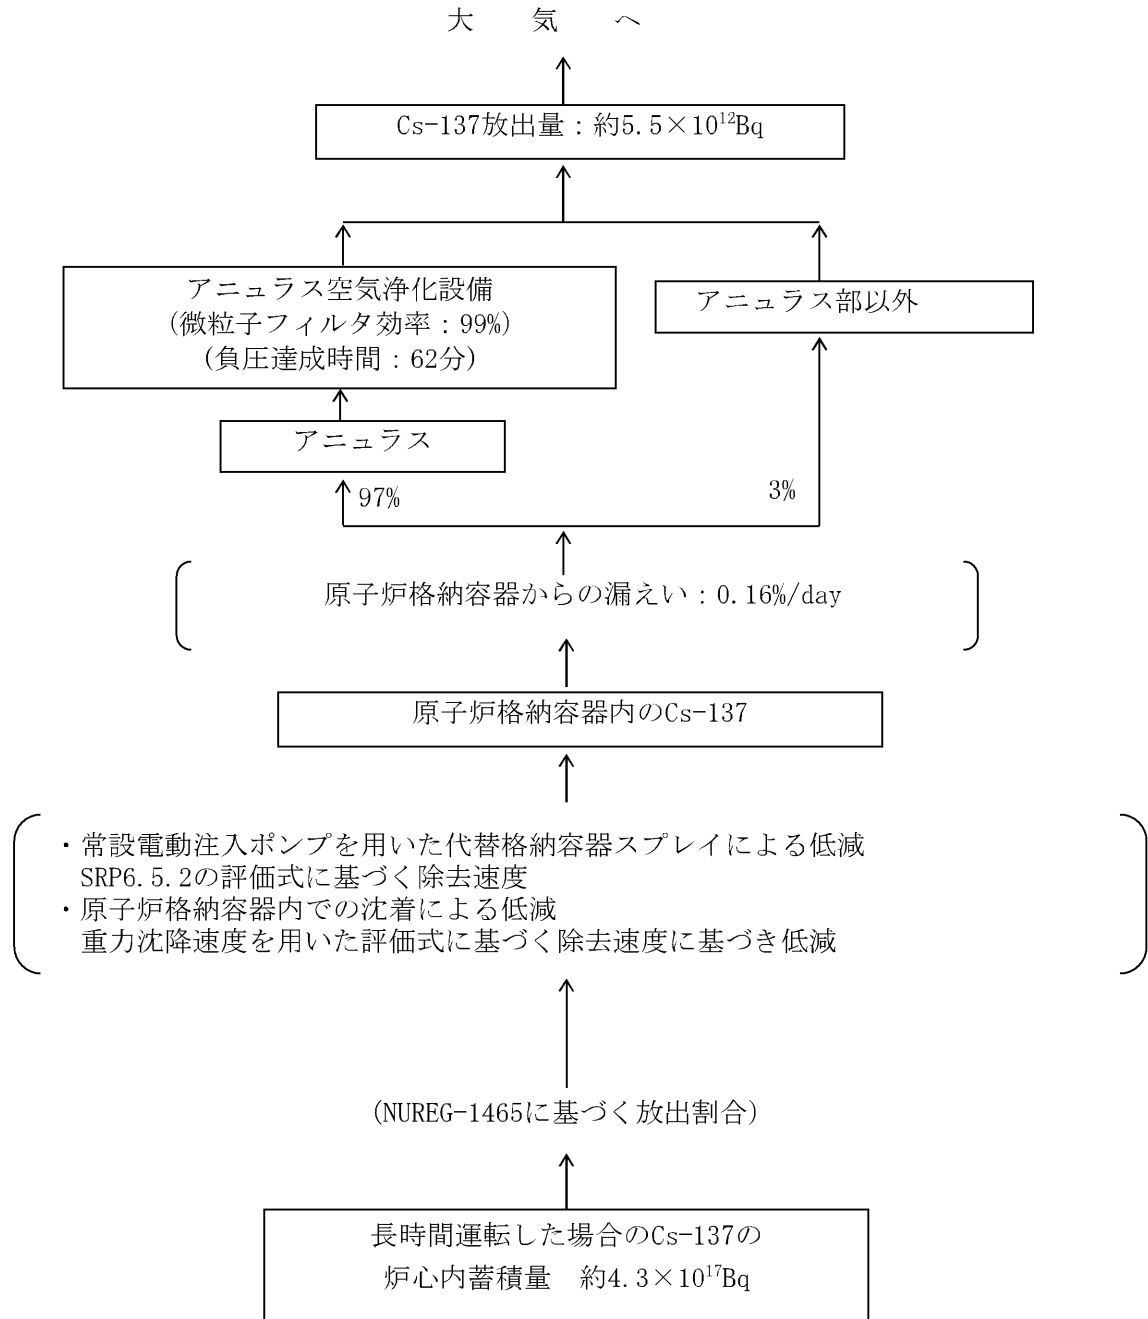 大　気　へ
Cs-137放出量：約5.5×10¹²Bq
アニュラス空気浄化設備
(微粒子フィルタ効率：99%)
(負圧達成時間：62分)
アニュラス部以外
アニュラス
97%
3%
原子炉格納容器からの漏えい：0.16%/day
原子炉格納容器内のCs-137
・常設電動注入ポンプを用いた代替格納容器スプレイによる低減
SRP6.5.2の評価式に基づく除去速度
・原子炉格納容器内での沈着による低減
重力沈降速度を用いた評価式に基づく除去速度に基づき低減
(NUREG-1465に基づく放出割合)
長時間運転した場合のCs-137の
炉心内蓄積量　約4.3×10¹⁷Bq